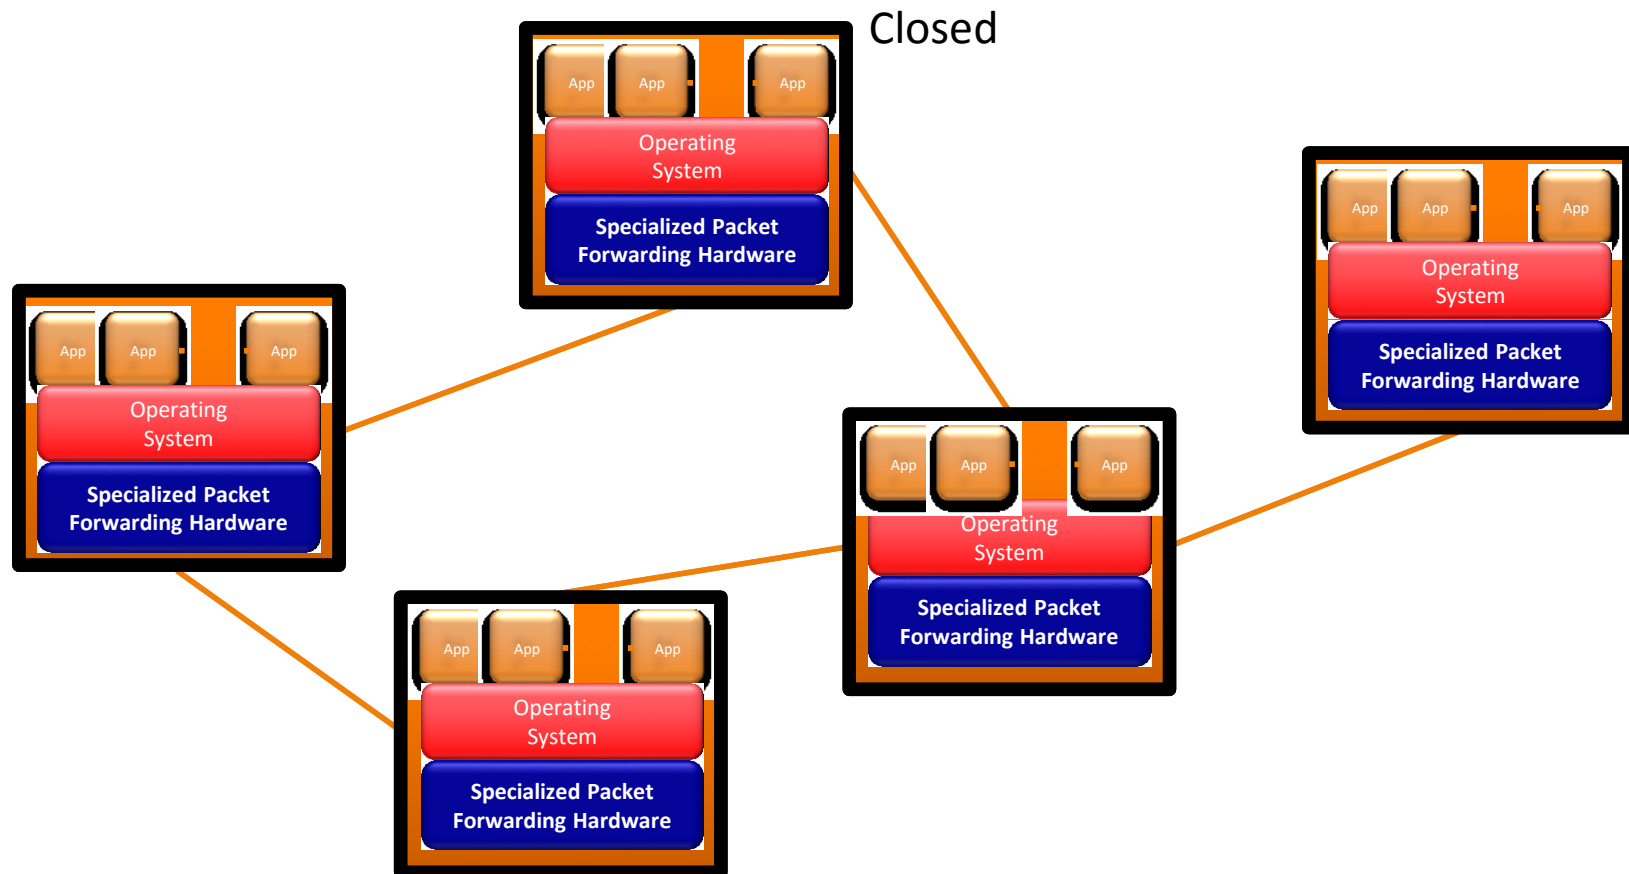 Closed
App App App
Operating
System
Specialized Packet
Forwarding Hardware
App App App
Operating
System
Specialized Packet
Forwarding Hardware
App App App
Operating
System
Specialized Packet
Forwarding Hardware
App App App
Operating
System
Specialized Packet
Forwarding Hardware
App App App
Operating
System
Specialized Packet
Forwarding Hardware